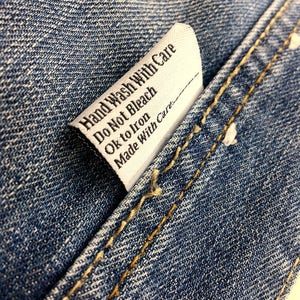 Hand Wash With Care
Do Not Bleach
Ok to Iron
Made With Care